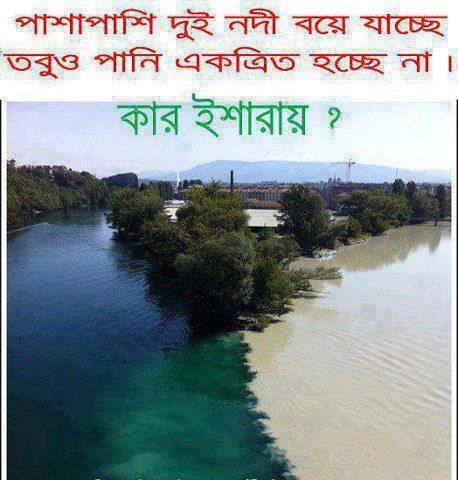 পাশাপাশি দুই নদী বয়ে যাচ্ছে
তবুও পানি একত্রিত হচ্ছে না ।
কার ইশারায় ?